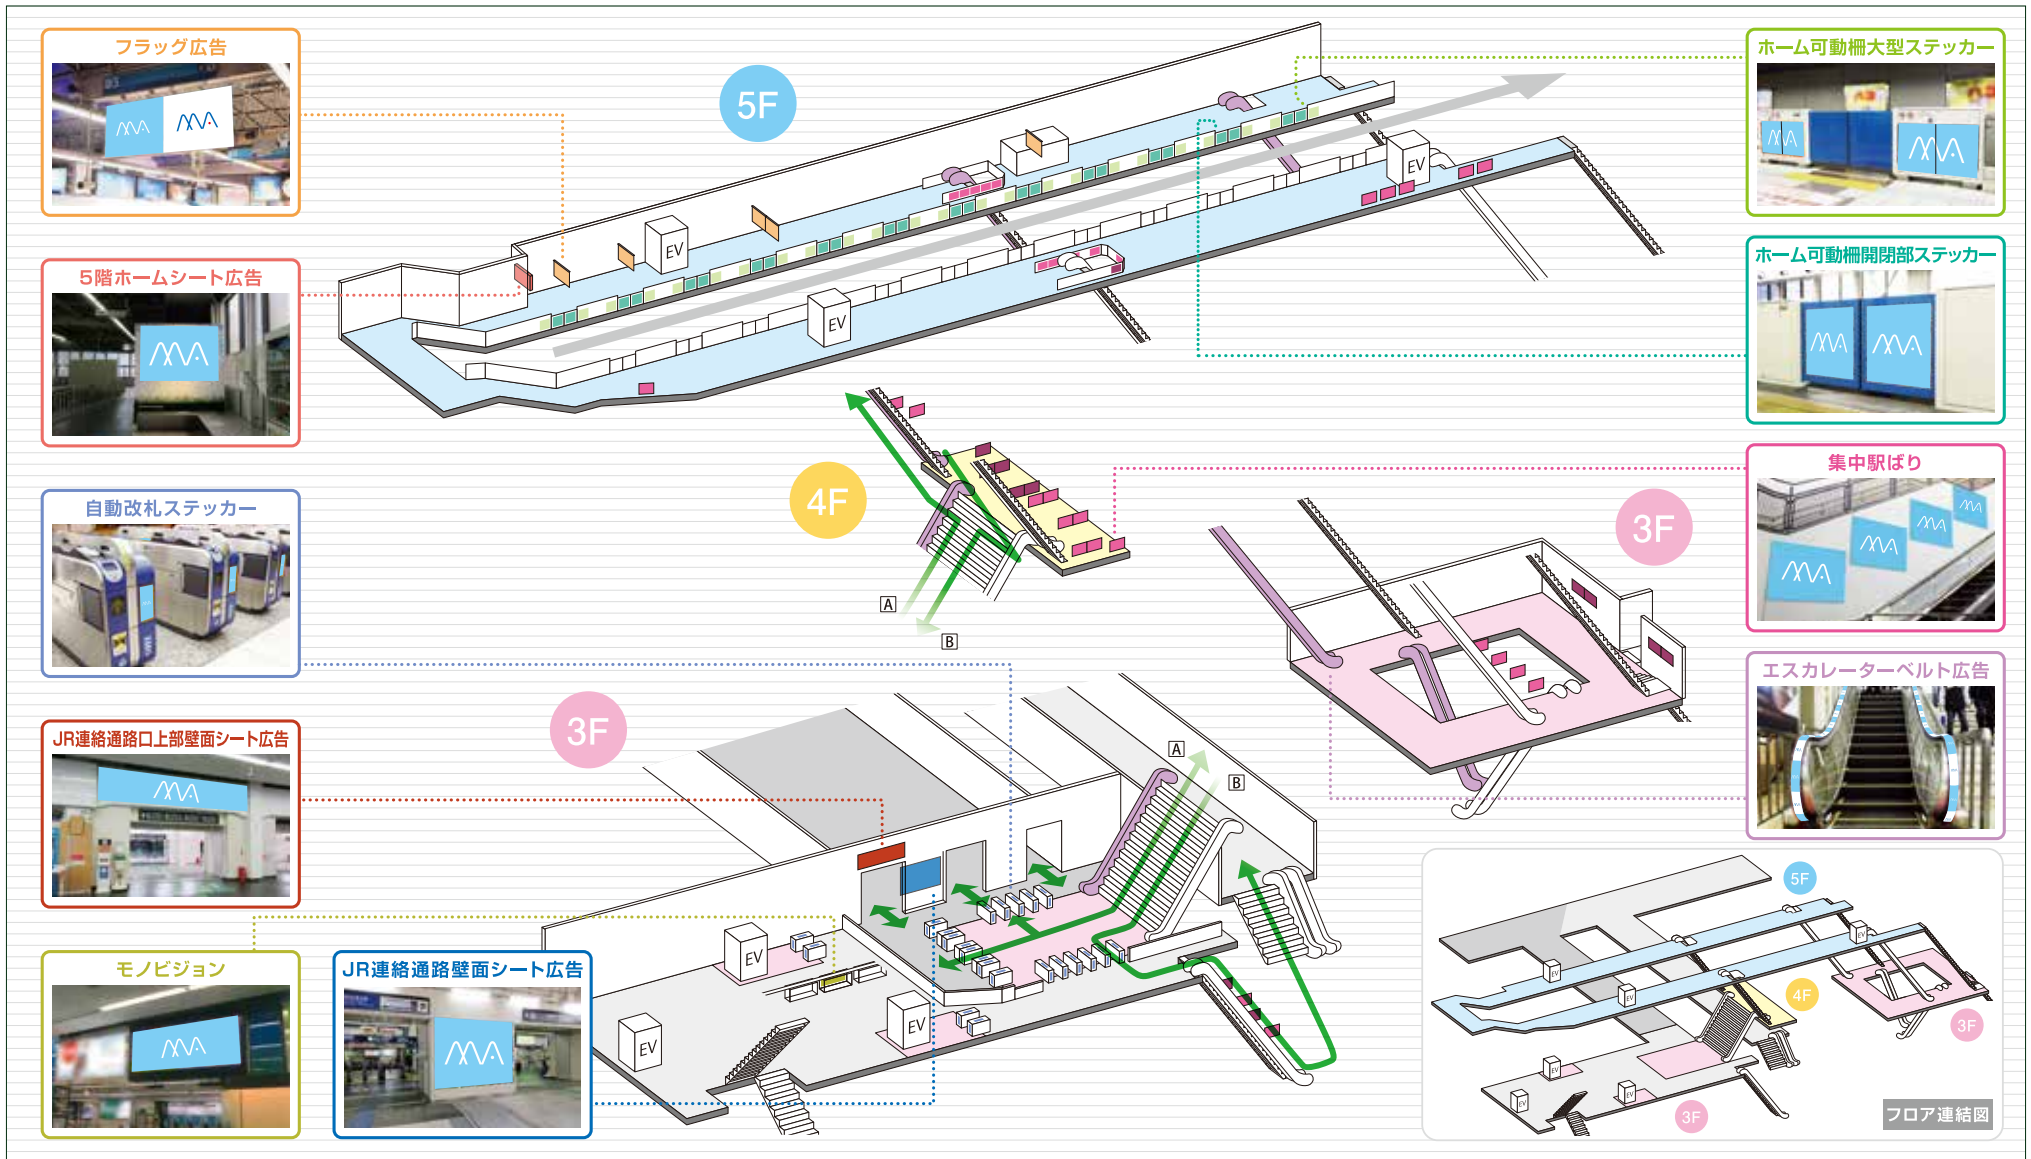 フラッグ広告
5階ホームシート広告
自動改札ステッカー
JR連絡通路口上部壁面シート広告
モノビジョン
JR連絡通路壁面シート広告
ホーム可動柵大型ステッカー
ホーム可動柵開閉部ステッカー
集中駅ばり
エスカレーターベルト広告
5F
EV
EV
EV
4F
A
B
3F
3F
A
B
EV
EV
EV
5F
EV
EV
EV
4F
3F
EV
EV
EV
3F
フロア連結図